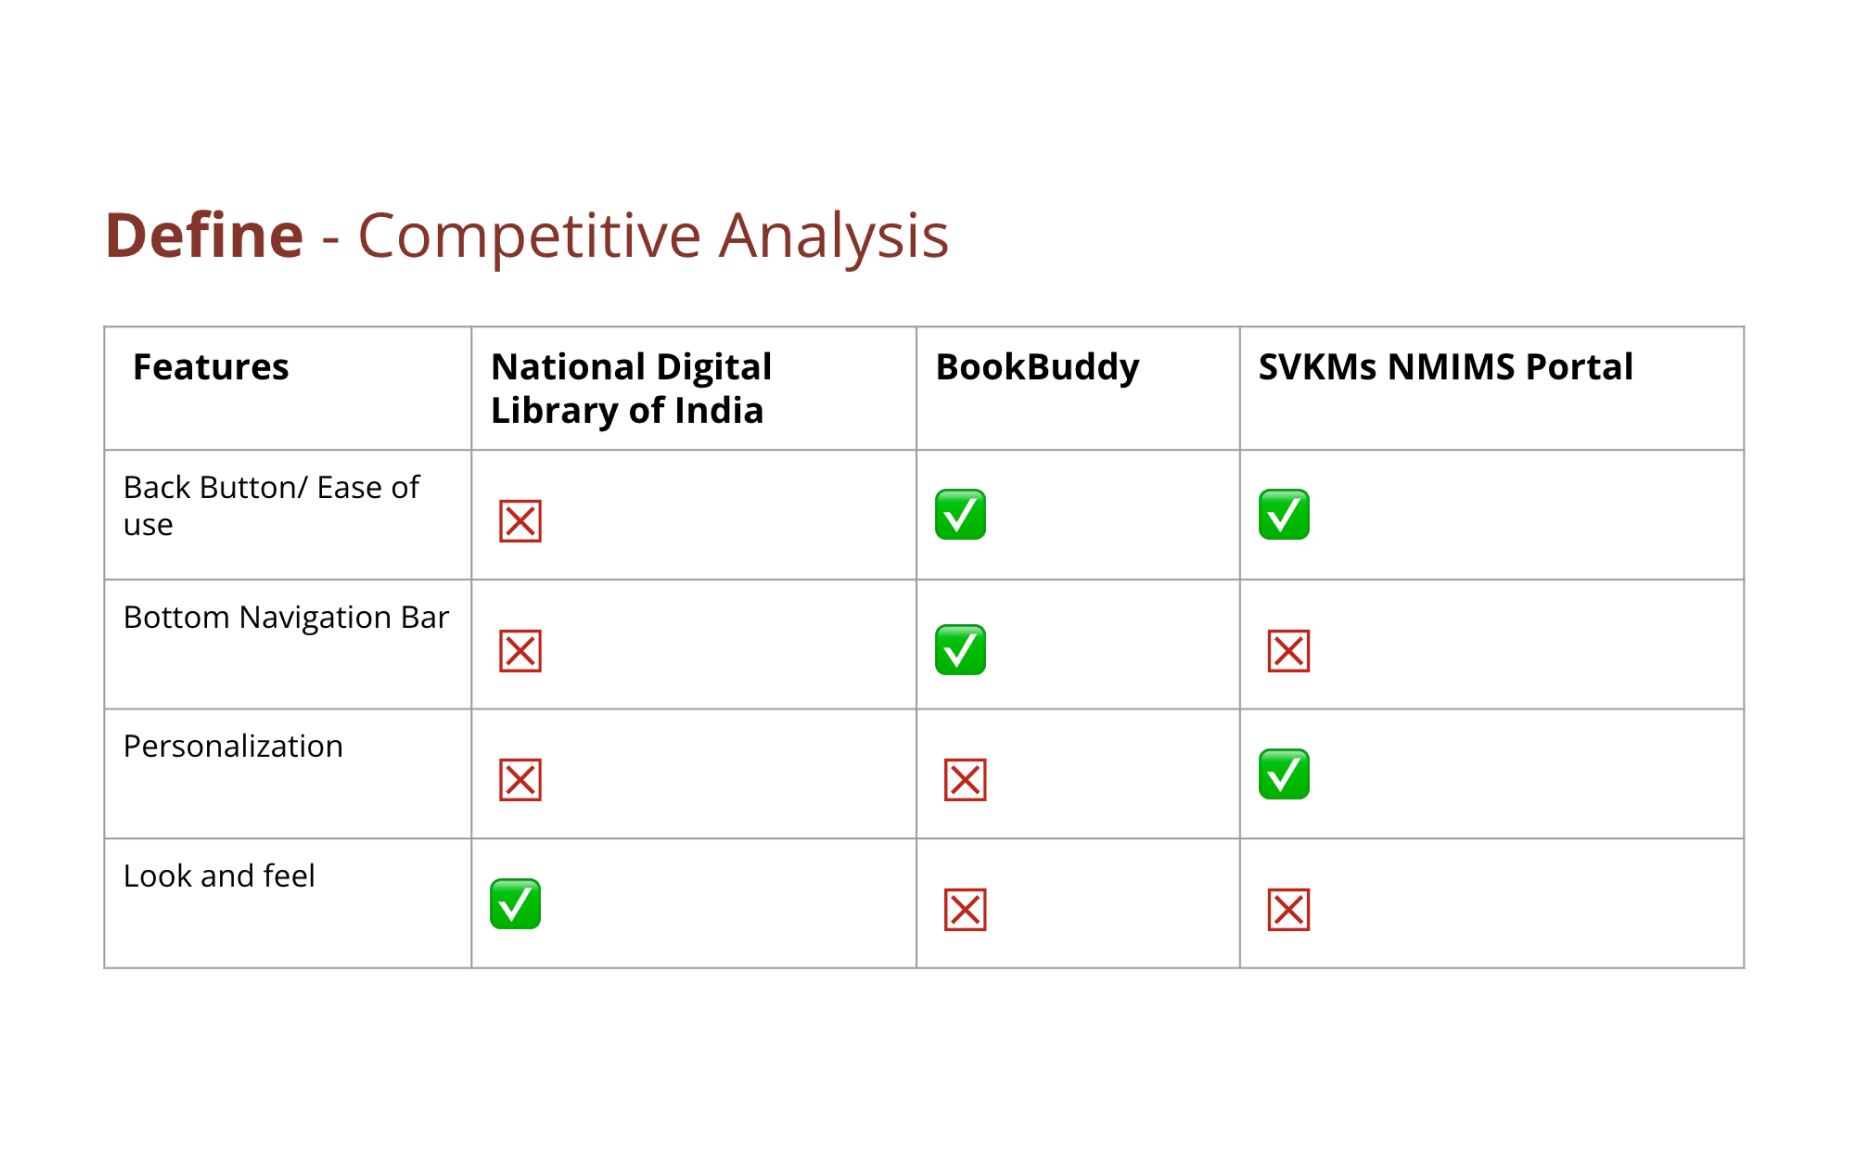 Define - Competitive Analysis
Features
National Digital
Library of India
BookBuddy
SVKMs NMIMS Portal
Back Button/ Ease of
use
Bottom Navigation Bar
Personalization
Look and feel